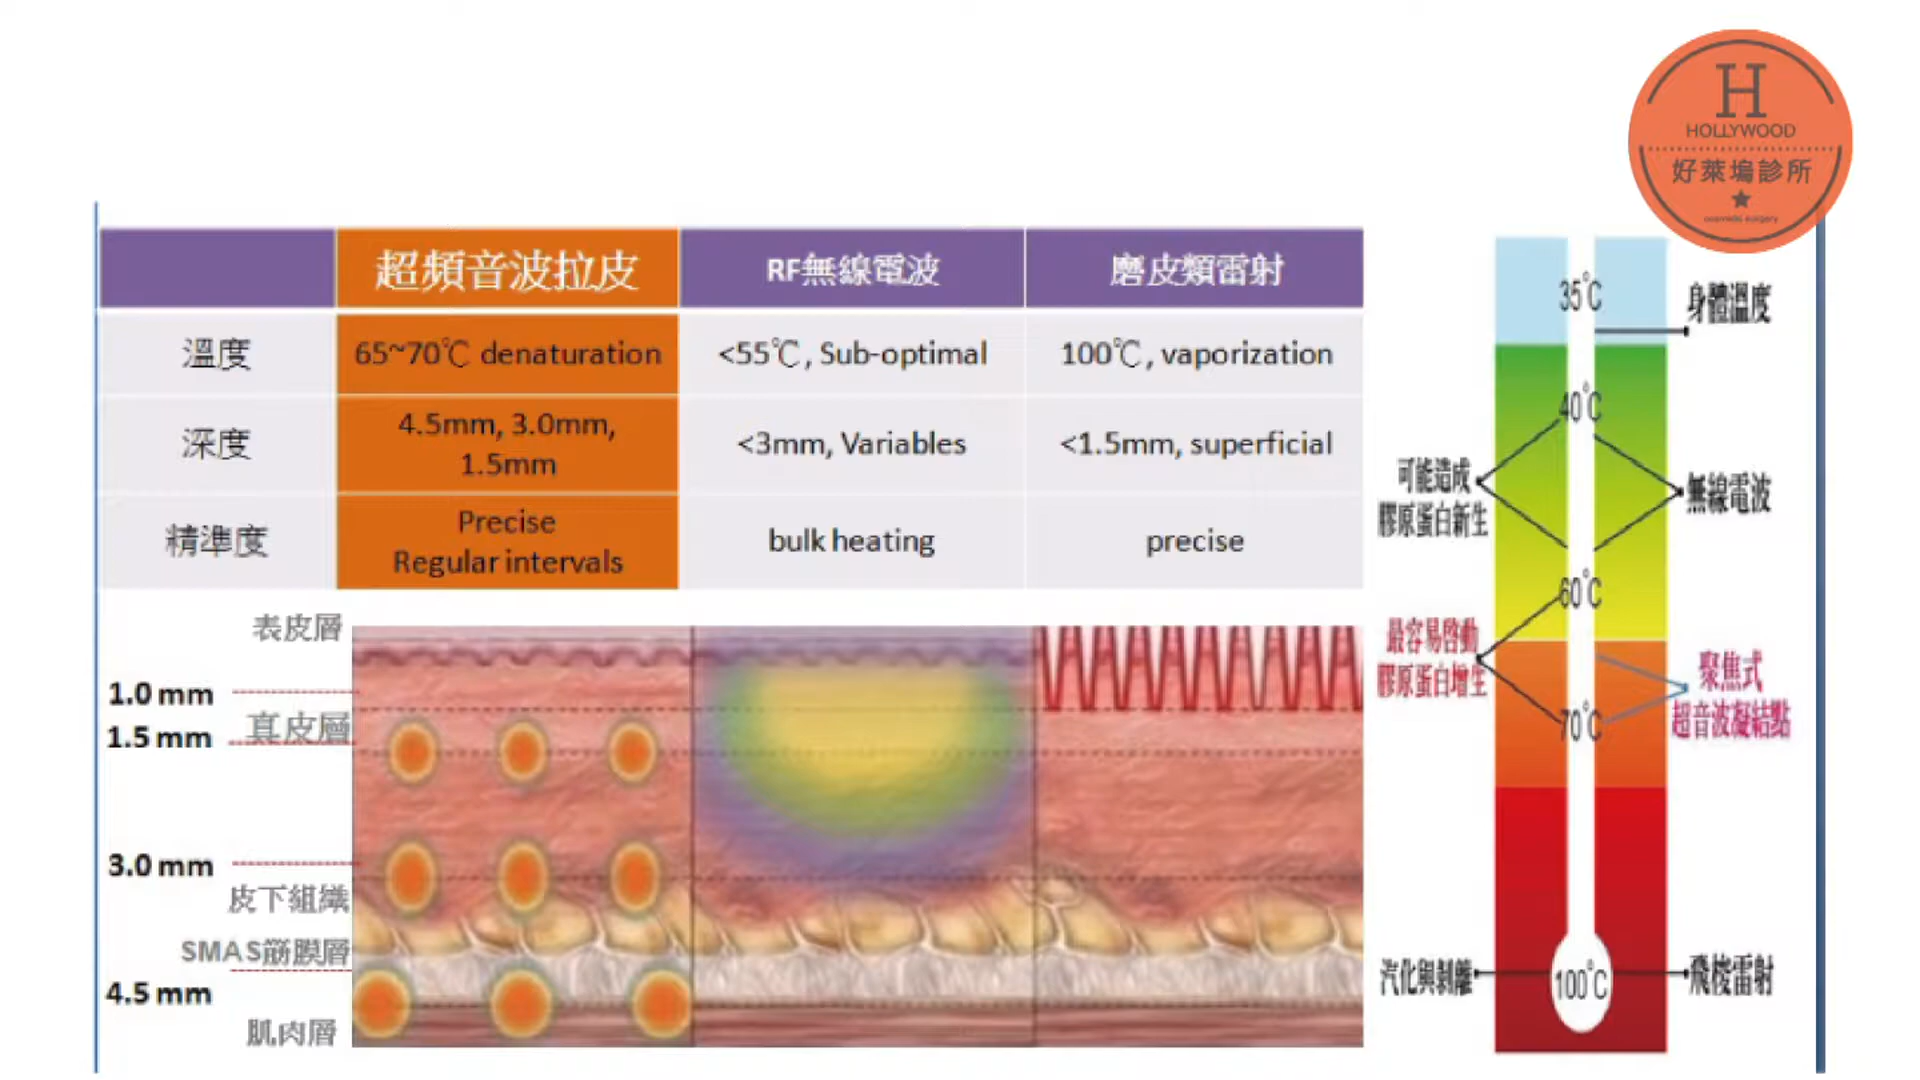 H
HOLLYWOOD
好萊塢診所
cosmetic surgery
超頻音波拉皮
RF無線電波
磨皮類雷射
溫度
65~70℃ denaturation
<55℃, Sub-optimal
100℃, vaporization
深度
4.5mm, 3.0mm,
1.5mm
<3mm, Variables
<1.5mm, superficial
精準度
Precise
Regular intervals
bulk heating
precise
表皮層
1.0 mm
真皮層
1.5 mm
3.0 mm
皮下組織
SMAS筋膜層
4.5 mm
肌肉層
35℃
身體溫度
40℃
可能造成
膠原蛋白新生
無線電波
60℃
最容易啓動
膠原蛋白增生
聚焦式
超音波凝結點
70℃
汽化與剝離
100℃
飛梭雷射